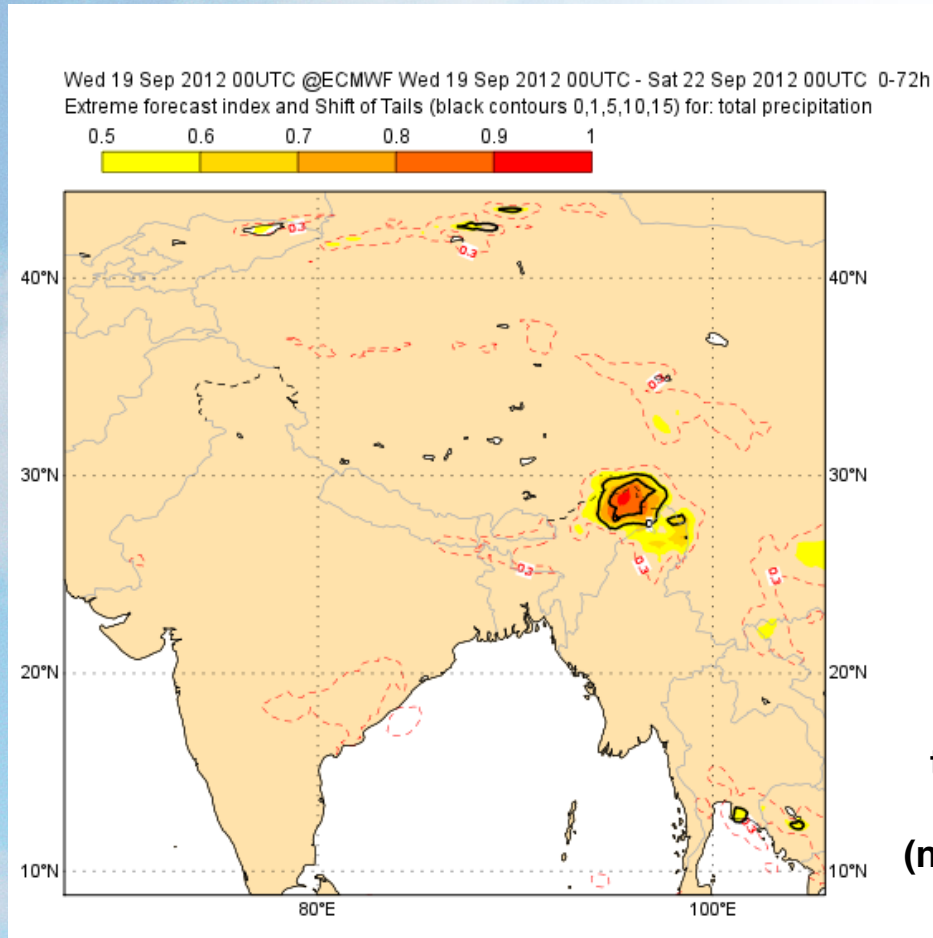 Wed 19 Sep 2012 00UTC @ECMWF Wed 19 Sep 2012 00UTC - Sat 22 Sep 2012 00UTC 0-72h
Extreme forecast index and Shift of Tails (black contours 0,1,5,10,15) for: total precipitation
0.5 0.6 0.7 0.8 0.9 1
0.3
0.3
40°N 40°N
0.3
30°N 30°N
0.3 0.3 0.3
20°N 20°N
0.3
(n
10°N 10°N
80°E 100°E